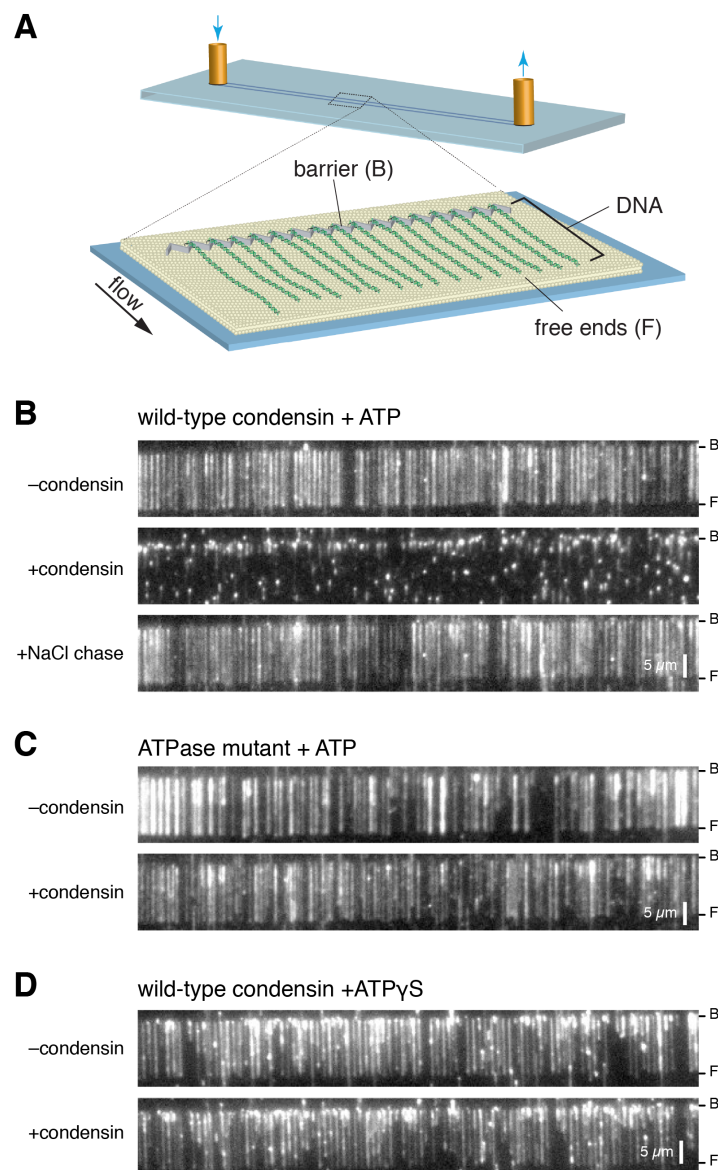 A
barrier (B)
DNA
flow
free ends (F)
B
wild-type condensin + ATP
–condensin
B
F
+condensin
B
+NaCl chase
B
5 µm
F
C
ATPase mutant + ATP
–condensin
B
F
+condensin
B
5 µm
F
D
wild-type condensin +ATPγS
–condensin
B
F
+condensin
B
5 µm
F